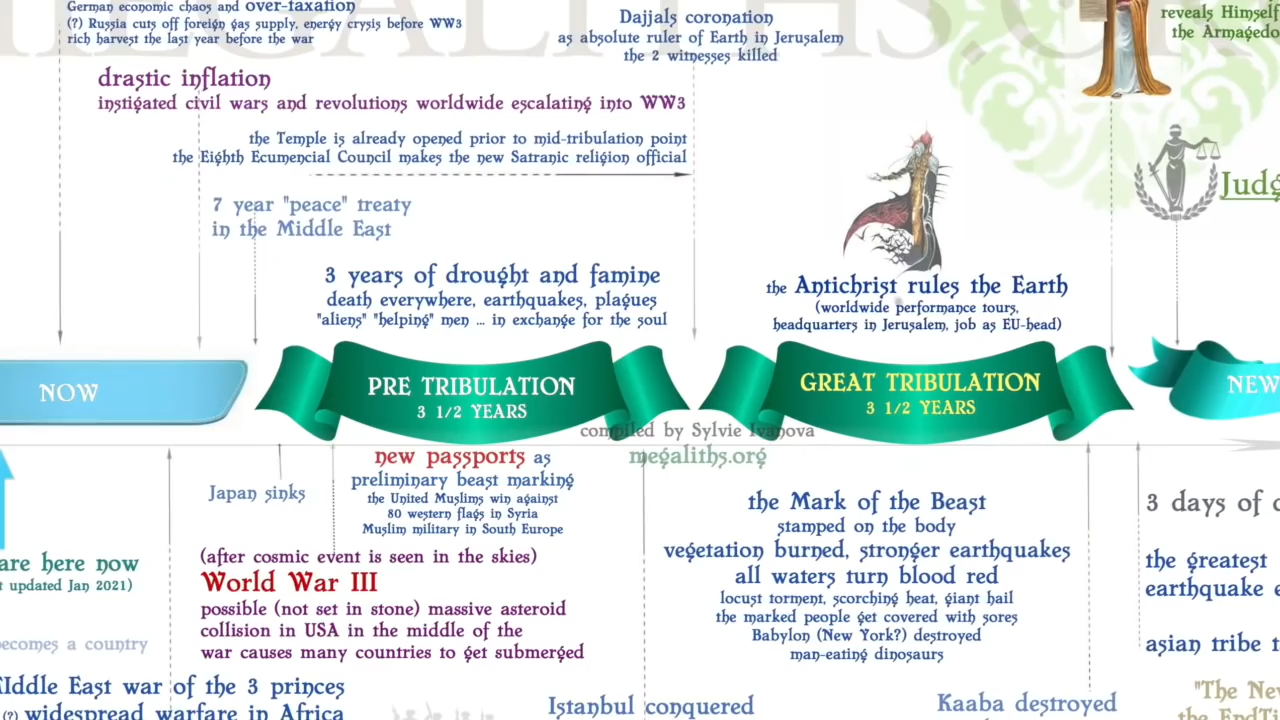 German economic chaos and over-taxation
(?) Russia cuts off foreign gas supply, energy crysis before WW3
rich harvest the last year before the war
Dajjals coronation
as absolute ruler of Earth in Jerusalem
the 2 witnesses killed
reveals Himself
the Armagedo
drastic inflation
instigated civil wars and revolutions worldwide escalating into WW3
the Temple is already opened prior to mid-tribulation point
the Eighth Ecumencial Council makes the new Satranic religion official
Judg
7 year "peace" treaty
in the Middle East
3 years of drought and famine
death everywhere, earthquakes, plagues
"aliens" "helping" men ... in exchange for the soul
the Antichrist rules the Earth
(worldwide performance tours,
headquarters in Jerusalem, job as EU-head)
NOW
PRE TRIBULATION
3 1/2 YEARS
GREAT TRIBULATION
3 1/2 YEARS
NEW
compiled by Sylvie Ivanova
megaliths.org
Japan sinks
new passports as
preliminary beast marking
the United Muslims win against
80 western flags in Syria
Muslim military in South Europe
the Mark of the Beast
stamped on the body
vegetation burned, stronger earthquakes
all waters turn blood red
locust torment, scorching heat, giant hail
the marked people get covered with sores
Babylon (New York?) destroyed
man-eating dinosaurs
3 days of d
the greatest
earthquake e
asian tribe t
are here now
t updated Jan 2021)
(after cosmic event is seen in the skies)
World War III
possible (not set in stone) massive asteroid
collision in USA in the middle of the
war causes many countries to get submerged
becomes a country
MIddle East war of the 3 princes
(?) widespread warfare in Africa
Istanbul conquered
Kaaba destroyed
"The New
the EndTi